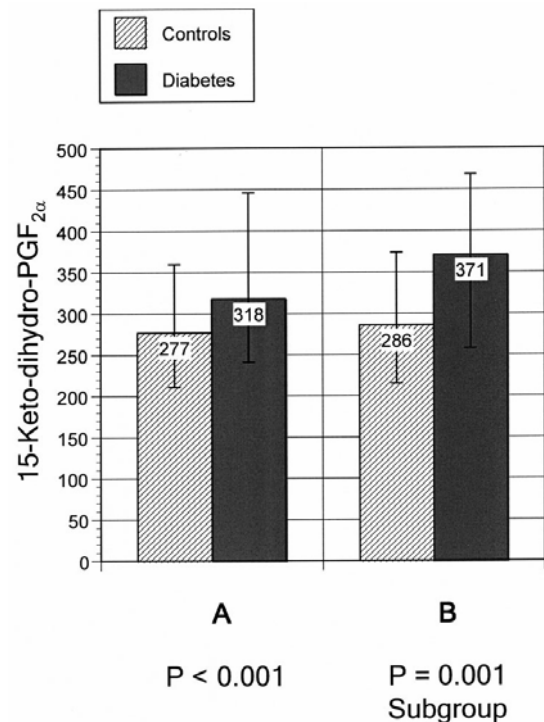 Controls
Diabetes
15-Keto-dihydro-PGF2α
500
450
400
350
300
250
200
150
100
50
0
277
318
286
371
A
B
P < 0.001
P = 0.001
Subgroup